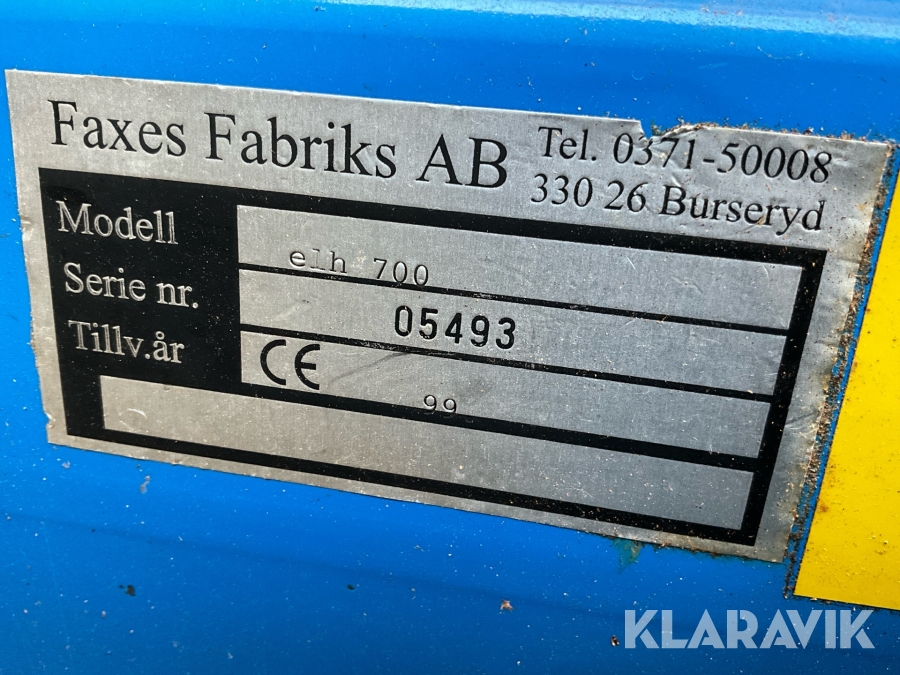 Faxes Fabriks AB
Tel. 0371-50008
330 26 Burseryd
Modell elh 700
Serie nr. 05493
Tillv.år CE 99
KLARAVIK